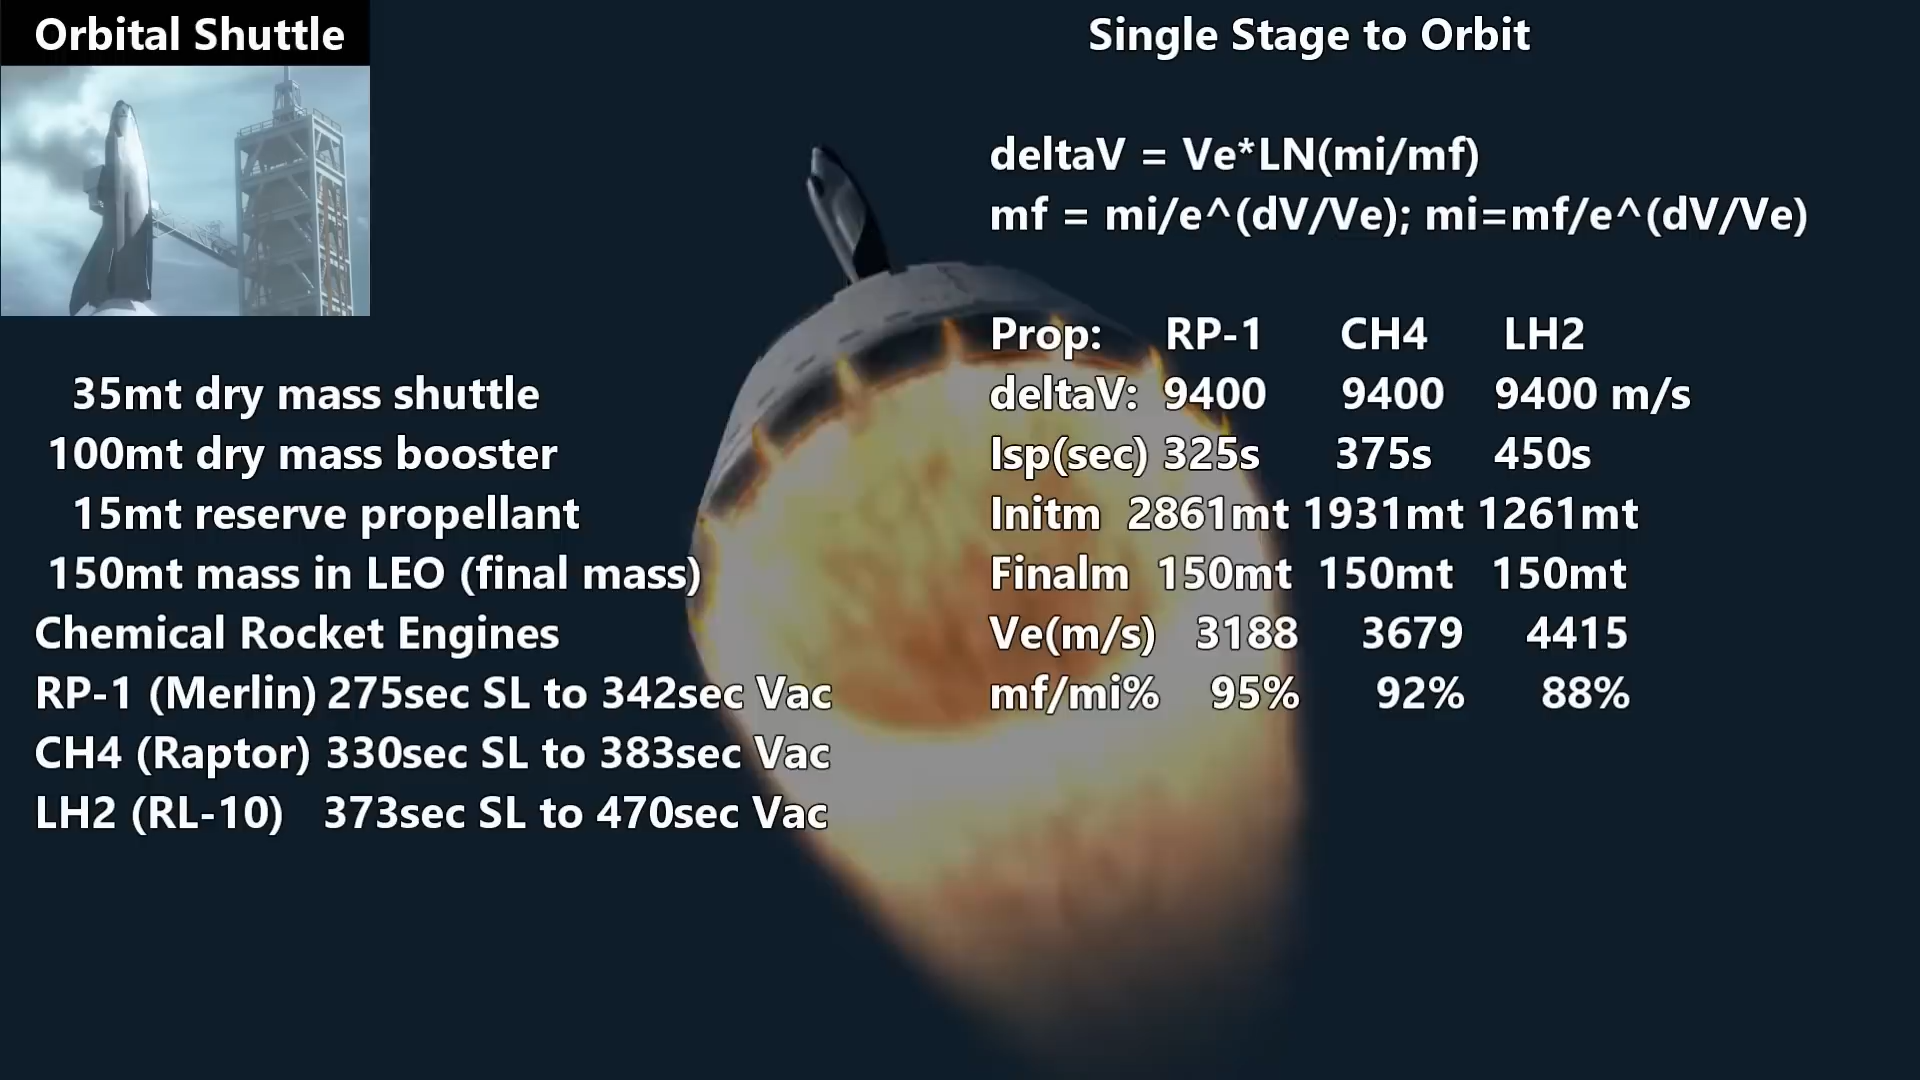 Orbital Shuttle
35mt dry mass shuttle
100mt dry mass booster
15mt reserve propellant
150mt mass in LEO (final mass)
Chemical Rocket Engines
RP-1 (Merlin) 275sec SL to 342sec Vac
CH4 (Raptor) 330sec SL to 383sec Vac
LH2 (RL-10) 373sec SL to 470sec Vac
Single Stage to Orbit
deltaV = Ve*LN(mi/mf)
mf = mi/e^(dV/Ve); mi=mf/e^(dV/Ve)
Prop: RP-1 CH4 LH2
deltaV: 9400 9400 9400 m/s
Isp(sec) 325s 375s 450s
Initm 2861mt 1931mt 1261mt
Finalm 150mt 150mt 150mt
Ve(m/s) 3188 3679 4415
mf/mi% 95% 92% 88%